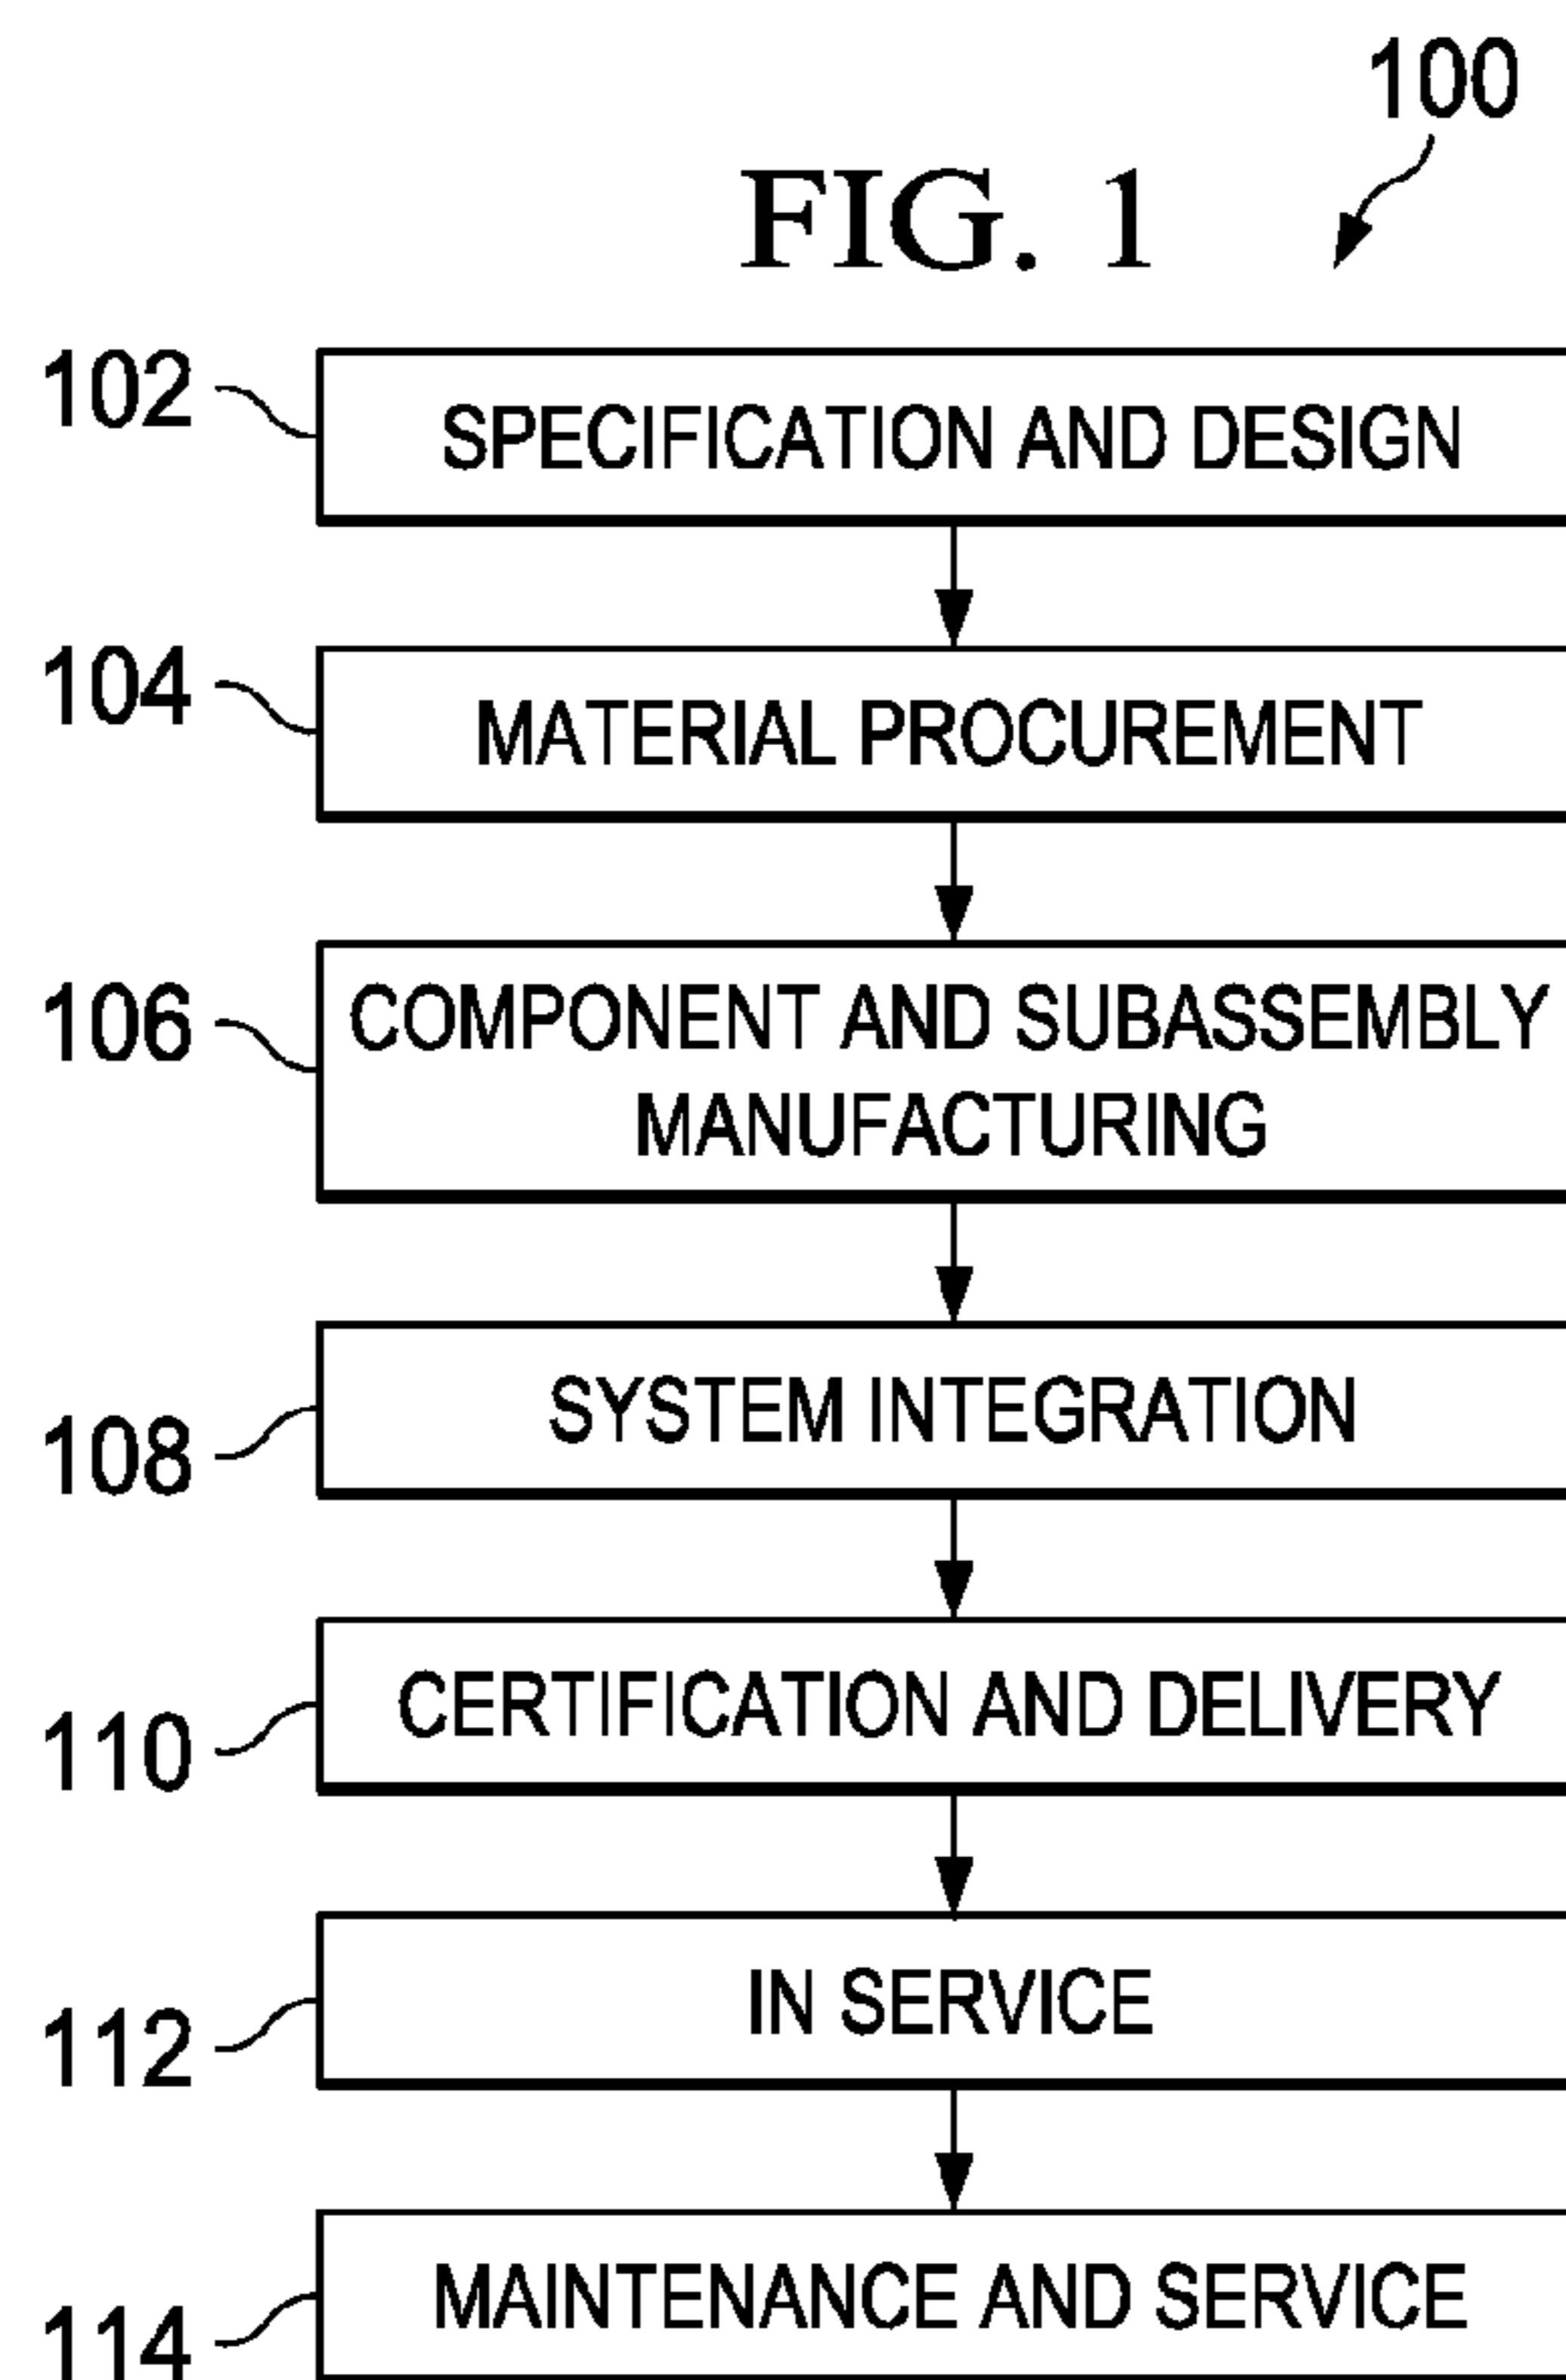 100
FIG. 1
102
SPECIFICATION AND DESIGN
104
MATERIAL PROCUREMENT
106
COMPONENT AND SUBASSEMBLY
MANUFACTURING
108
SYSTEM INTEGRATION
110
CERTIFICATION AND DELIVERY
112
IN SERVICE
114
MAINTENANCE AND SERVICE